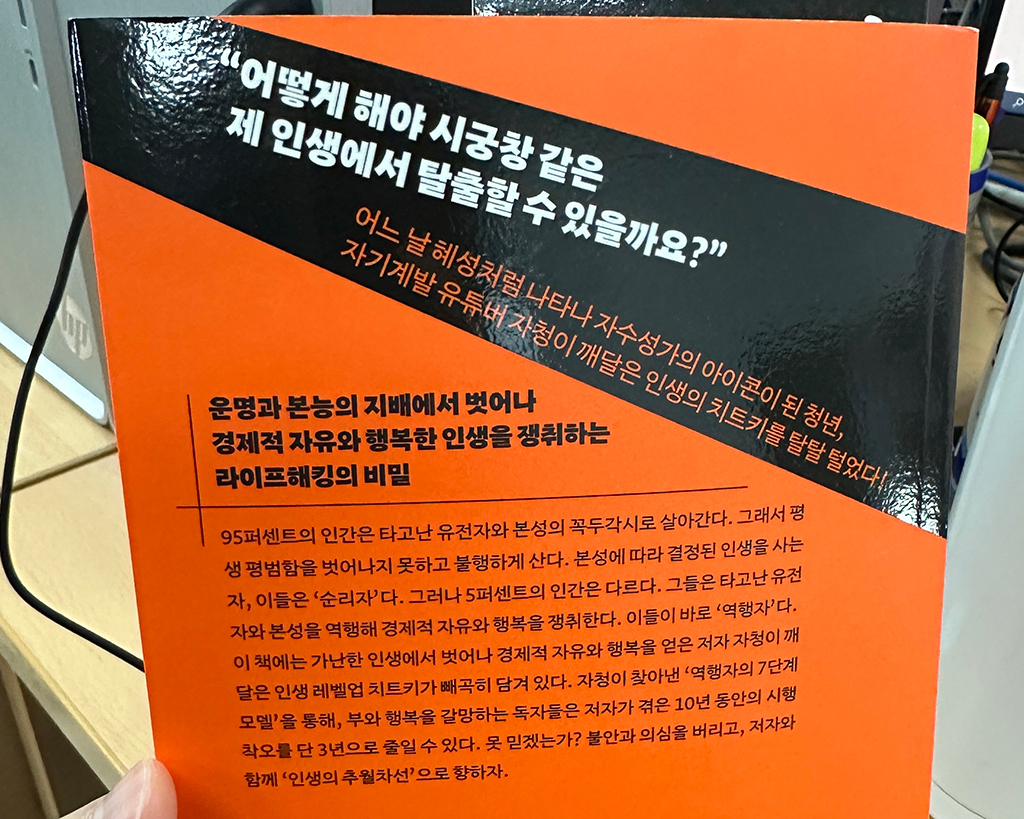 “어떻게 해야 시궁창 같은
제 인생에서 탈출할 수 있을까요?”
어느 날 혜성처럼 나타나 자수성가의 아이콘이 된 청년,
자기계발 유튜버 자청이 깨달은 인생의 치트키를 탈탈 털었다!
운명과 본능의 지배에서 벗어나
경제적 자유와 행복한 인생을 쟁취하는
라이프해킹의 비밀
95퍼센트의 인간은 타고난 유전자와 본성의 꼭두각시로 살아간다. 그래서 평
생 평범함을 벗어나지 못하고 불행하게 산다. 본성에 따라 결정된 인생을 사는
자, 이들은 ‘순리자’다. 그러나 5퍼센트의 인간은 다르다. 그들은 타고난 유전
자와 본성을 역행해 경제적 자유와 행복을 쟁취한다. 이들이 바로 ‘역행자’다.
이 책에는 가난한 인생에서 벗어나 경제적 자유와 행복을 얻은 저자 자청이 깨
달은 인생 레벨업 치트키가 빼곡히 담겨 있다. 자청이 찾아낸 ‘역행자의 7단계
모델’을 통해, 부와 행복을 갈망하는 독자들은 저자가 겪은 10년 동안의 시행
착오를 단 3년으로 줄일 수 있다. 못 믿겠는가? 불안과 의심을 버리고, 저자와
함께 ‘인생의 추월차선’으로 향하자.
hp